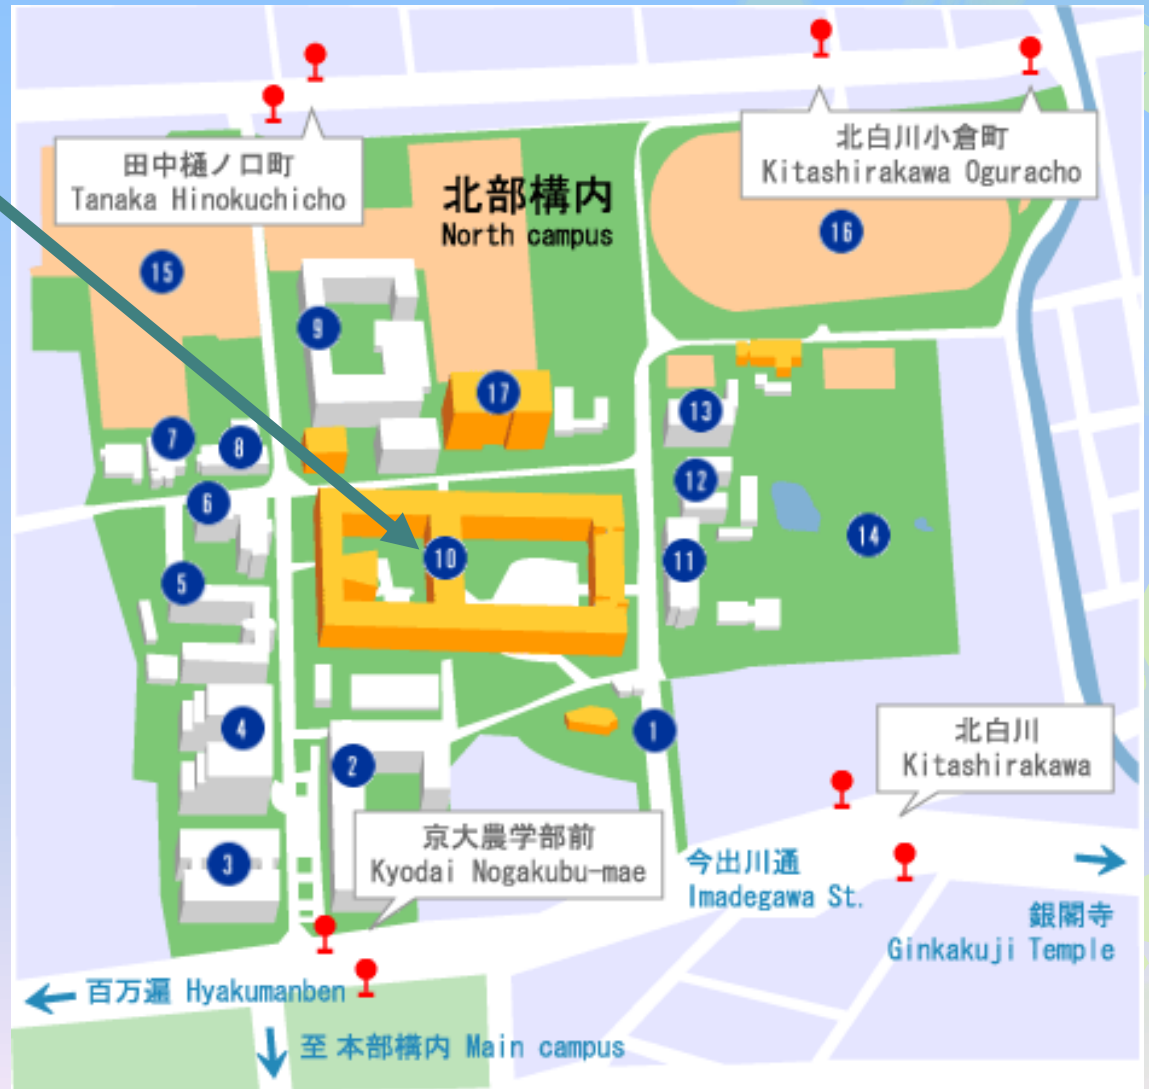 田中樋ノ口町
Tanaka Hinokuchicho
北白川小倉町
Kitashirakawa Oguracho
北部構内
North campus
16
15
9
17
13
7
8
12
6
10
14
11
5
4
1
2
北白川
Kitashirakawa
京大農学部前
Kyodai Nogakubu-mae
3
今出川通
Imadegawa St.
銀閣寺
Ginkakuji Temple
百万遍 Hyakumanben
至 本部構内 Main campus